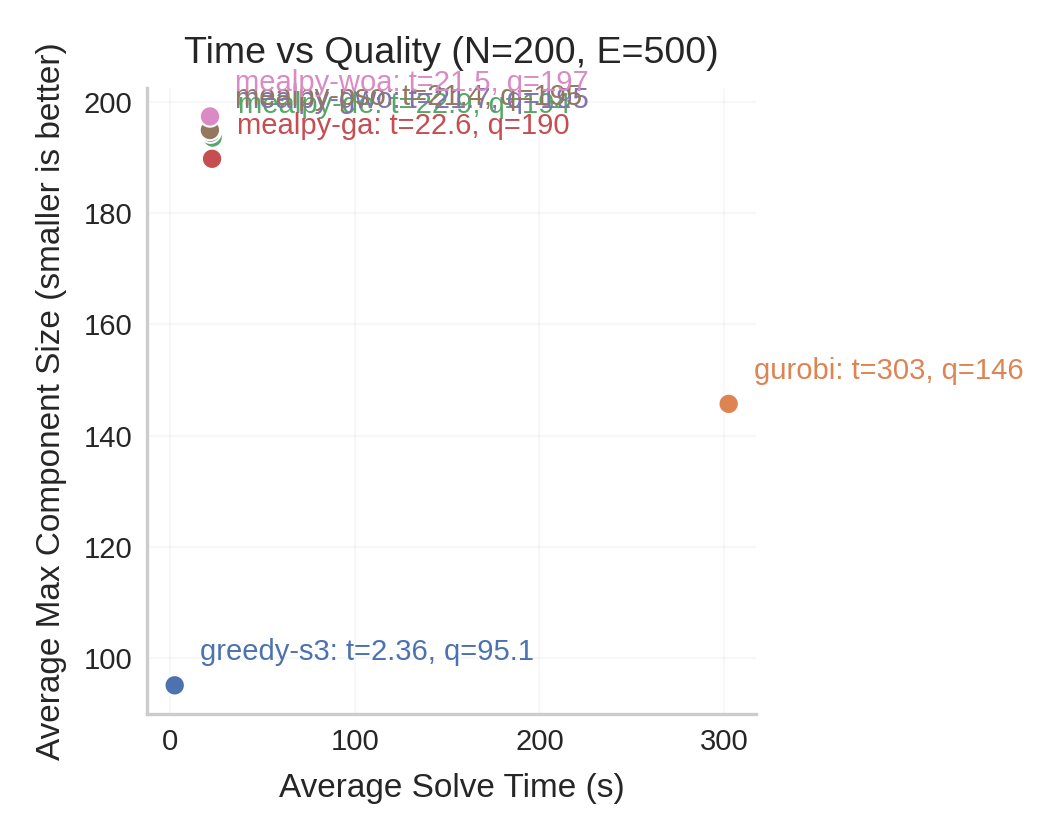 Time vs Quality (N=200, E=500)
mealpy-woa: t=21.5, q=197
mealpy-ga: t=22.6, q=190
gurobi: t=303, q=146
greedy-s3: t=2.36, q=95.1
Average Max Component Size (smaller is better)
200
180
160
140
120
100
0 100 200 300
Average Solve Time (s)